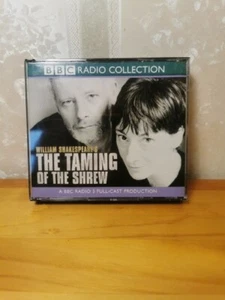 BBC RADIO COLLECTION
WILLIAM SHAKESPEARE'S
THE TAMING
OF THE SHREW
A BBC RADIO 3 FULL-CAST PRODUCTION